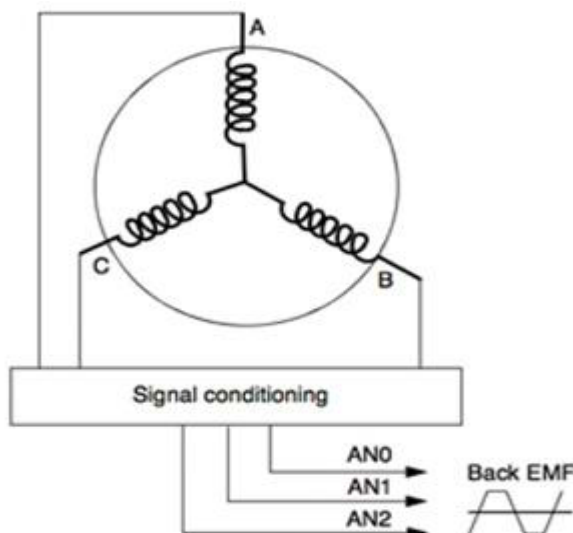 A
C
B
Signal conditioning
AN0
AN1
AN2
Back EMF